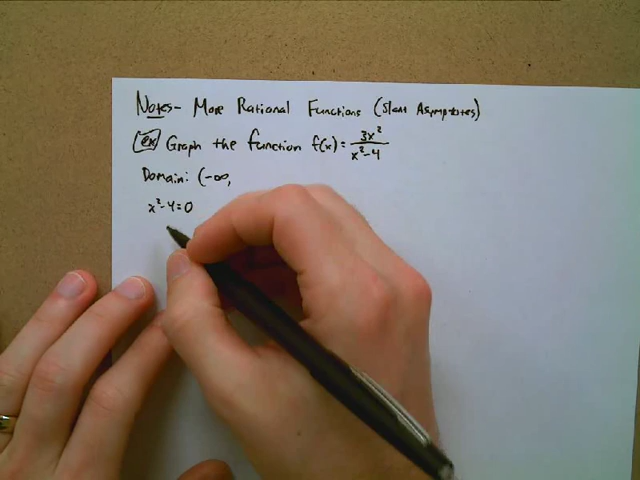 Notes- More Rational Functions (Slant Asymptotes)
ex Graph the function f(x) = 3x²/(x²-4)
Domain: (-∞,
x²-4=0